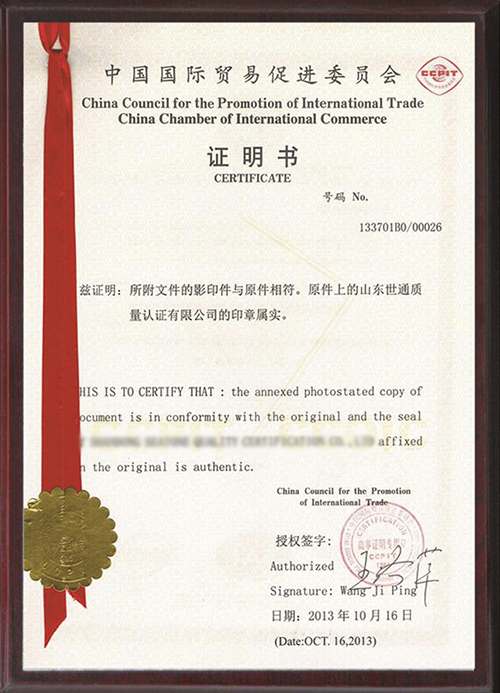 中国国际贸易促进委员会
CCPIT
China Council for the Promotion of International Trade
China Chamber of International Commerce
证明书
CERTIFICATE
号码 No.
133701B0/00026
兹证明：所附文件的影印件与原件相符。原件上的山东世通质
量认证有限公司的印章属实。
HIS IS TO CERTIFY THAT : the annexed photostated copy of
ocument is in conformity with the original and the seal
QUALITY CERTIFICATION CO., LTD affixed
n the original is authentic.
China Council for the Promotion
of International Trade
CERTIFICATION
CCPIT
授权签字:
Authorized
Signature: Wang Ji Ping
日期: 2013 年 10 月 16 日
(Date:OCT. 16,2013)